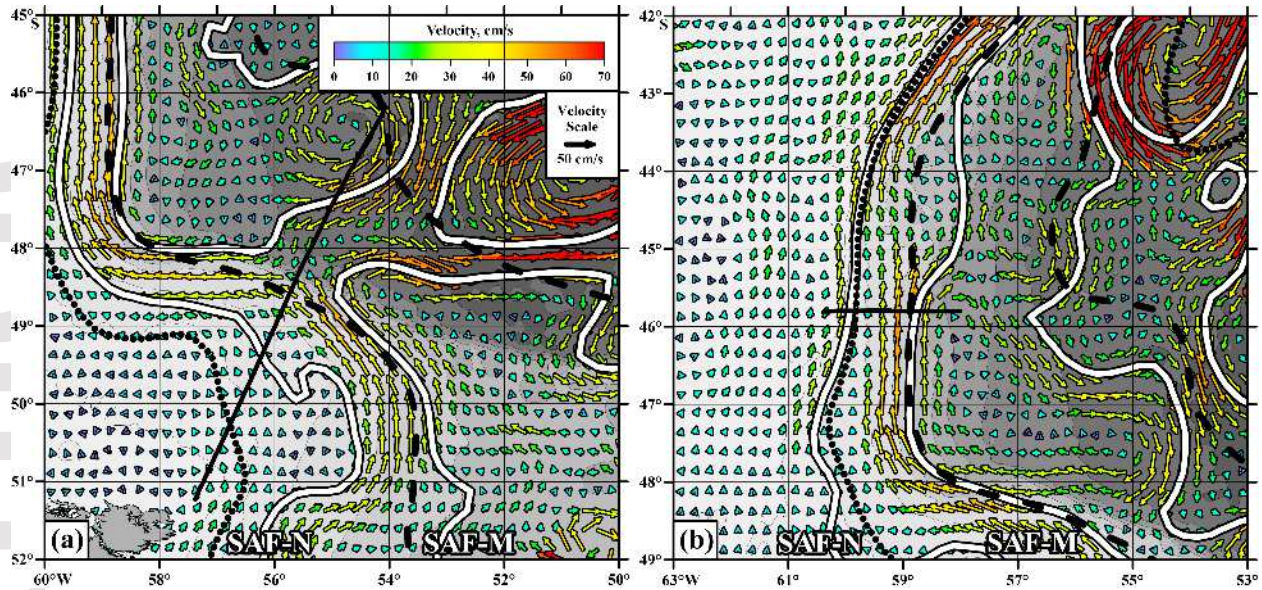 45°
S
46°
47°
48°
49°
50°
51°
52°
60°W
58°
56°
54°
52°
50°
Velocity, cm/s
0 10 20 30 40 50 60 70
Velocity
Scale
50 cm/s
(a)
SAF-N
SAF-M
42°
S
43°
44°
45°
46°
47°
48°
49°
63°W
61°
59°
57°
55°
53°
(b)
SAF-N
SAF-M